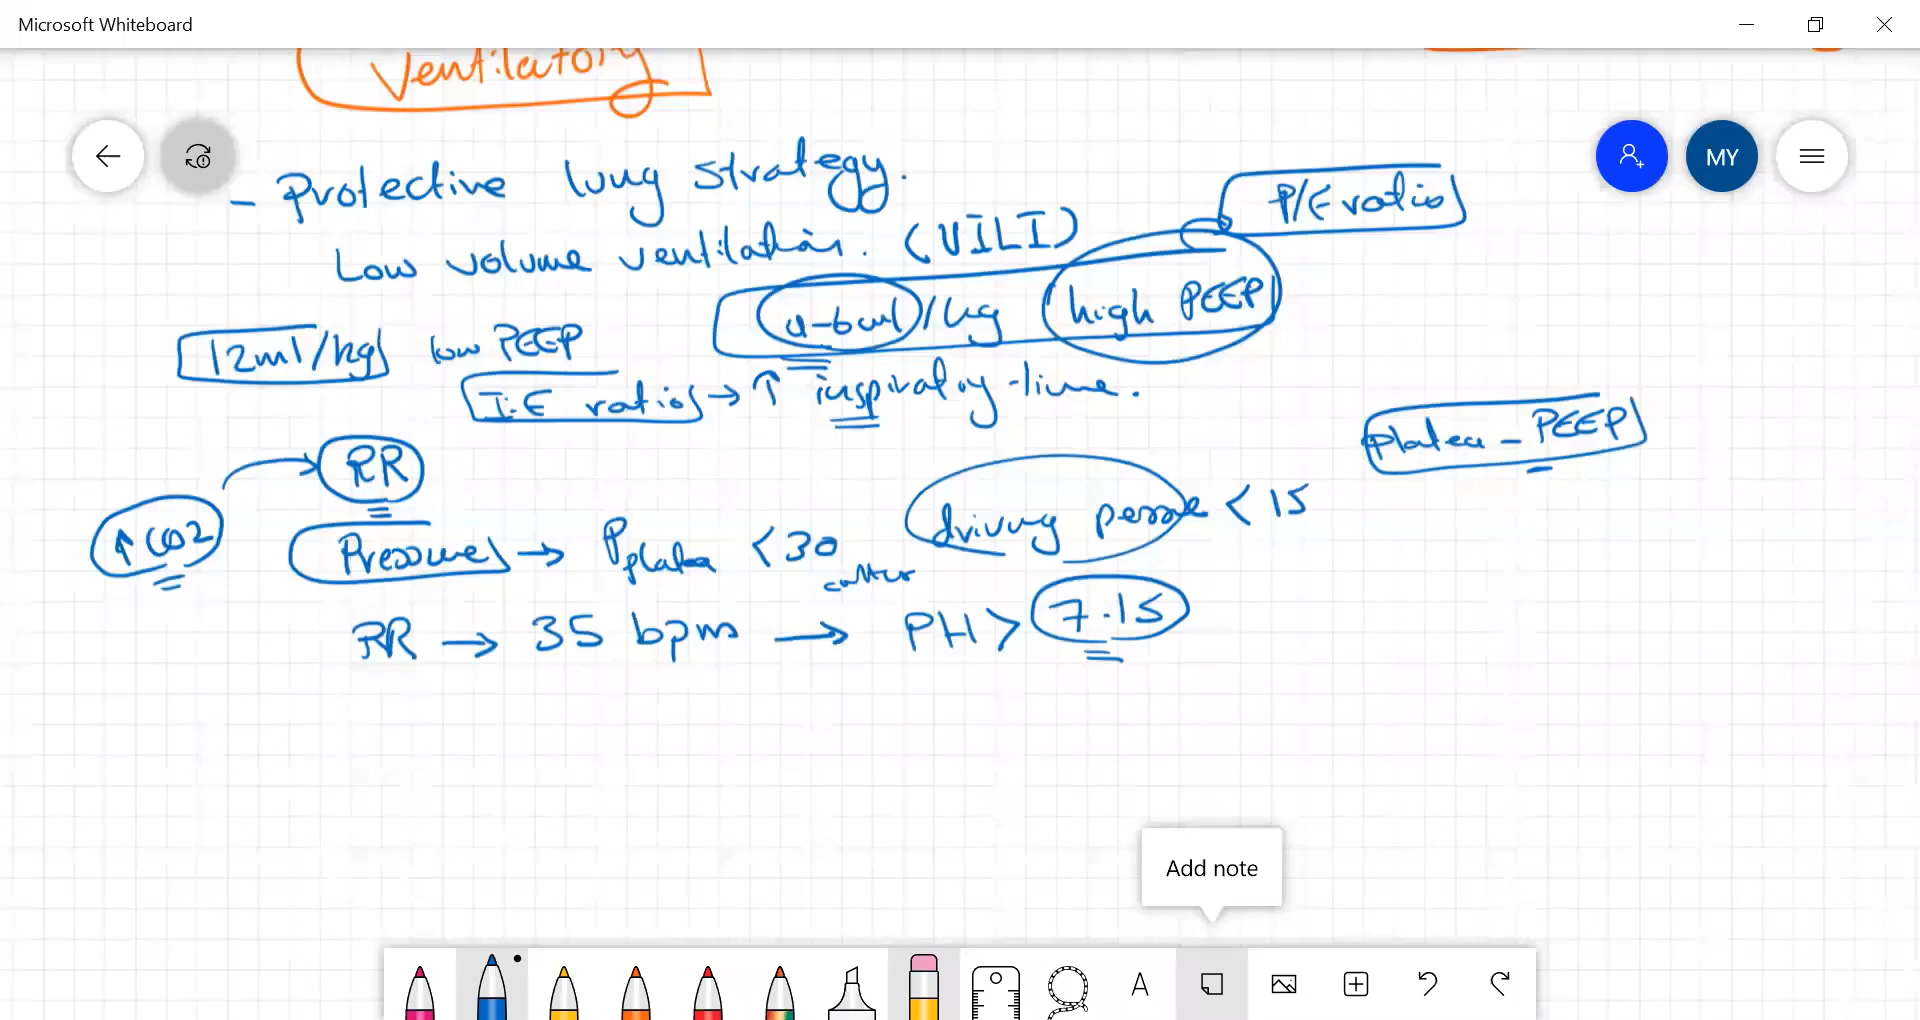 Microsoft Whiteboard
Ventilatory
MY
- Protective lung strategy.
P/F ratio
Low volume ventilation. (VILI)
4-6ml/kg high PEEP
12ml/kg low PEEP
I:E ratios → ↑ inspiratory time.
Platea - PEEP
RR
↑ CO2
Pressures → Pplatea < 30
driving pressure < 15
RR → 35 bpm → PH > 7.15
Add note
A